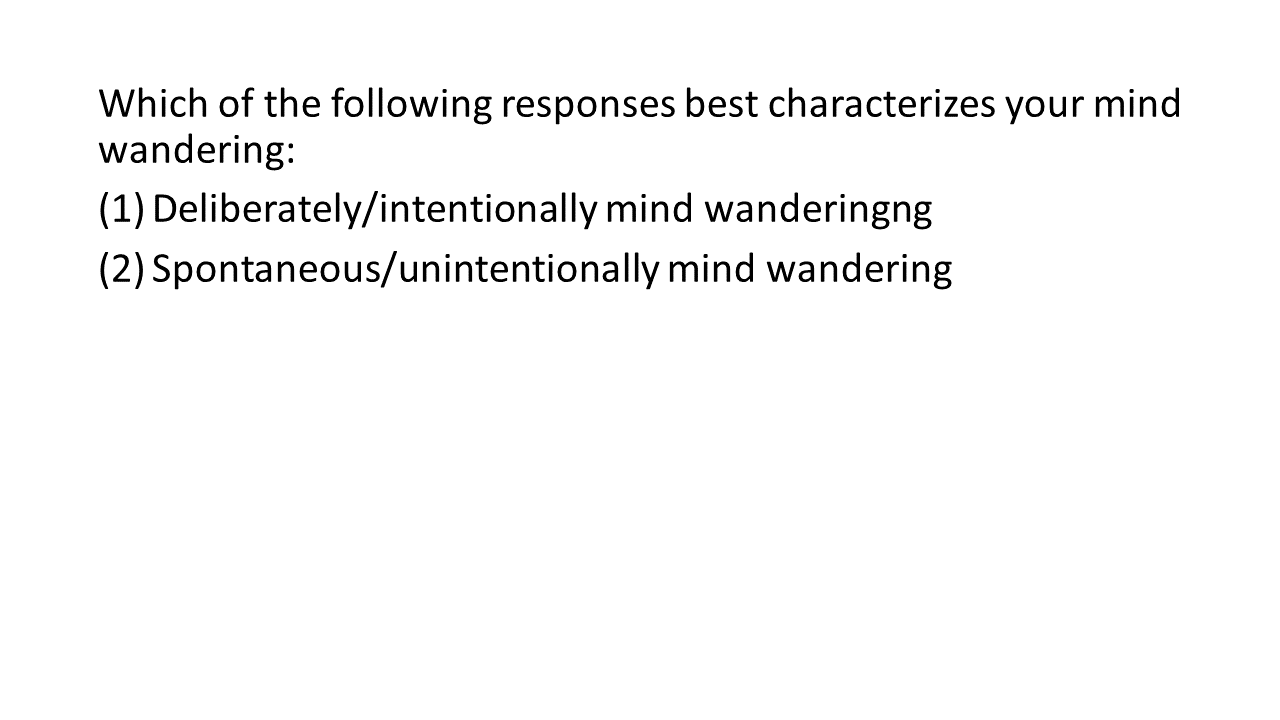 Which of the following responses best characterizes your mind
wandering:
(1) Deliberately/intentionally mind wanderingng
(2) Spontaneous/unintentionally mind wandering